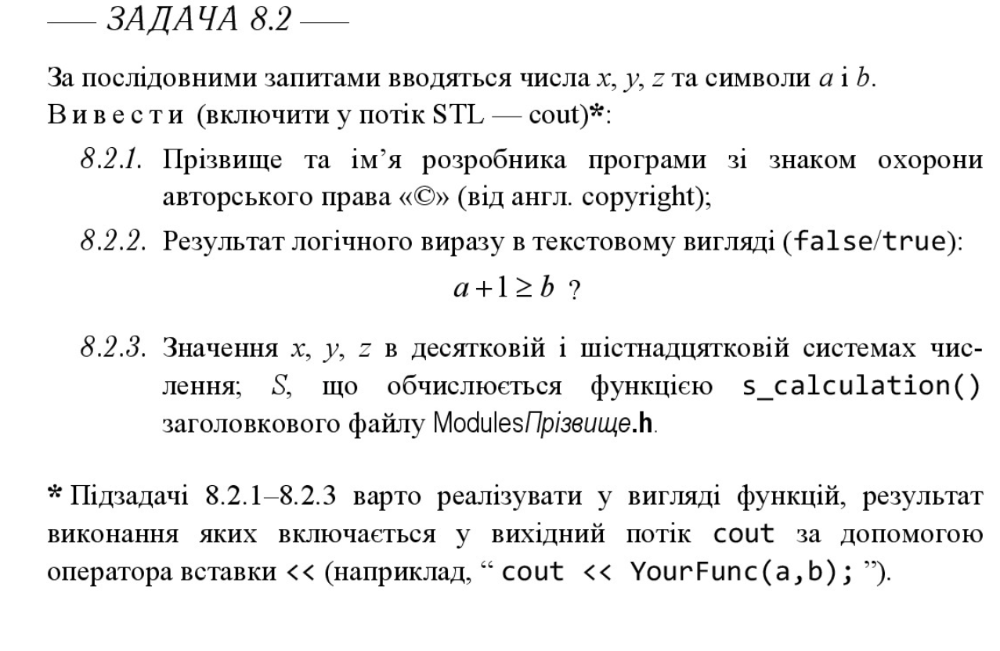 — ЗАДАЧА 8.2 —
За послідовними запитами вводяться числа x, y, z та символи a і b.
Вивести (включити у потік STL — cout)*:
8.2.1. Прізвище та ім’я розробника програми зі знаком охорони
авторського права «©» (від англ. copyright);
8.2.2. Результат логічного виразу в текстовому вигляді (false/true):
a + 1 ≥ b ?
8.2.3. Значення x, y, z в десятковій і шістнадцятковій системах чис-
лення; S, що обчислюється функцією s_calculation()
заголовкового файлу ModulesПрізвище.h.
* Підзадачі 8.2.1–8.2.3 варто реалізувати у вигляді функцій, результат
виконання яких включається у вихідний потік cout за допомогою
оператора вставки << (наприклад, “ cout << YourFunc(a,b); ”).